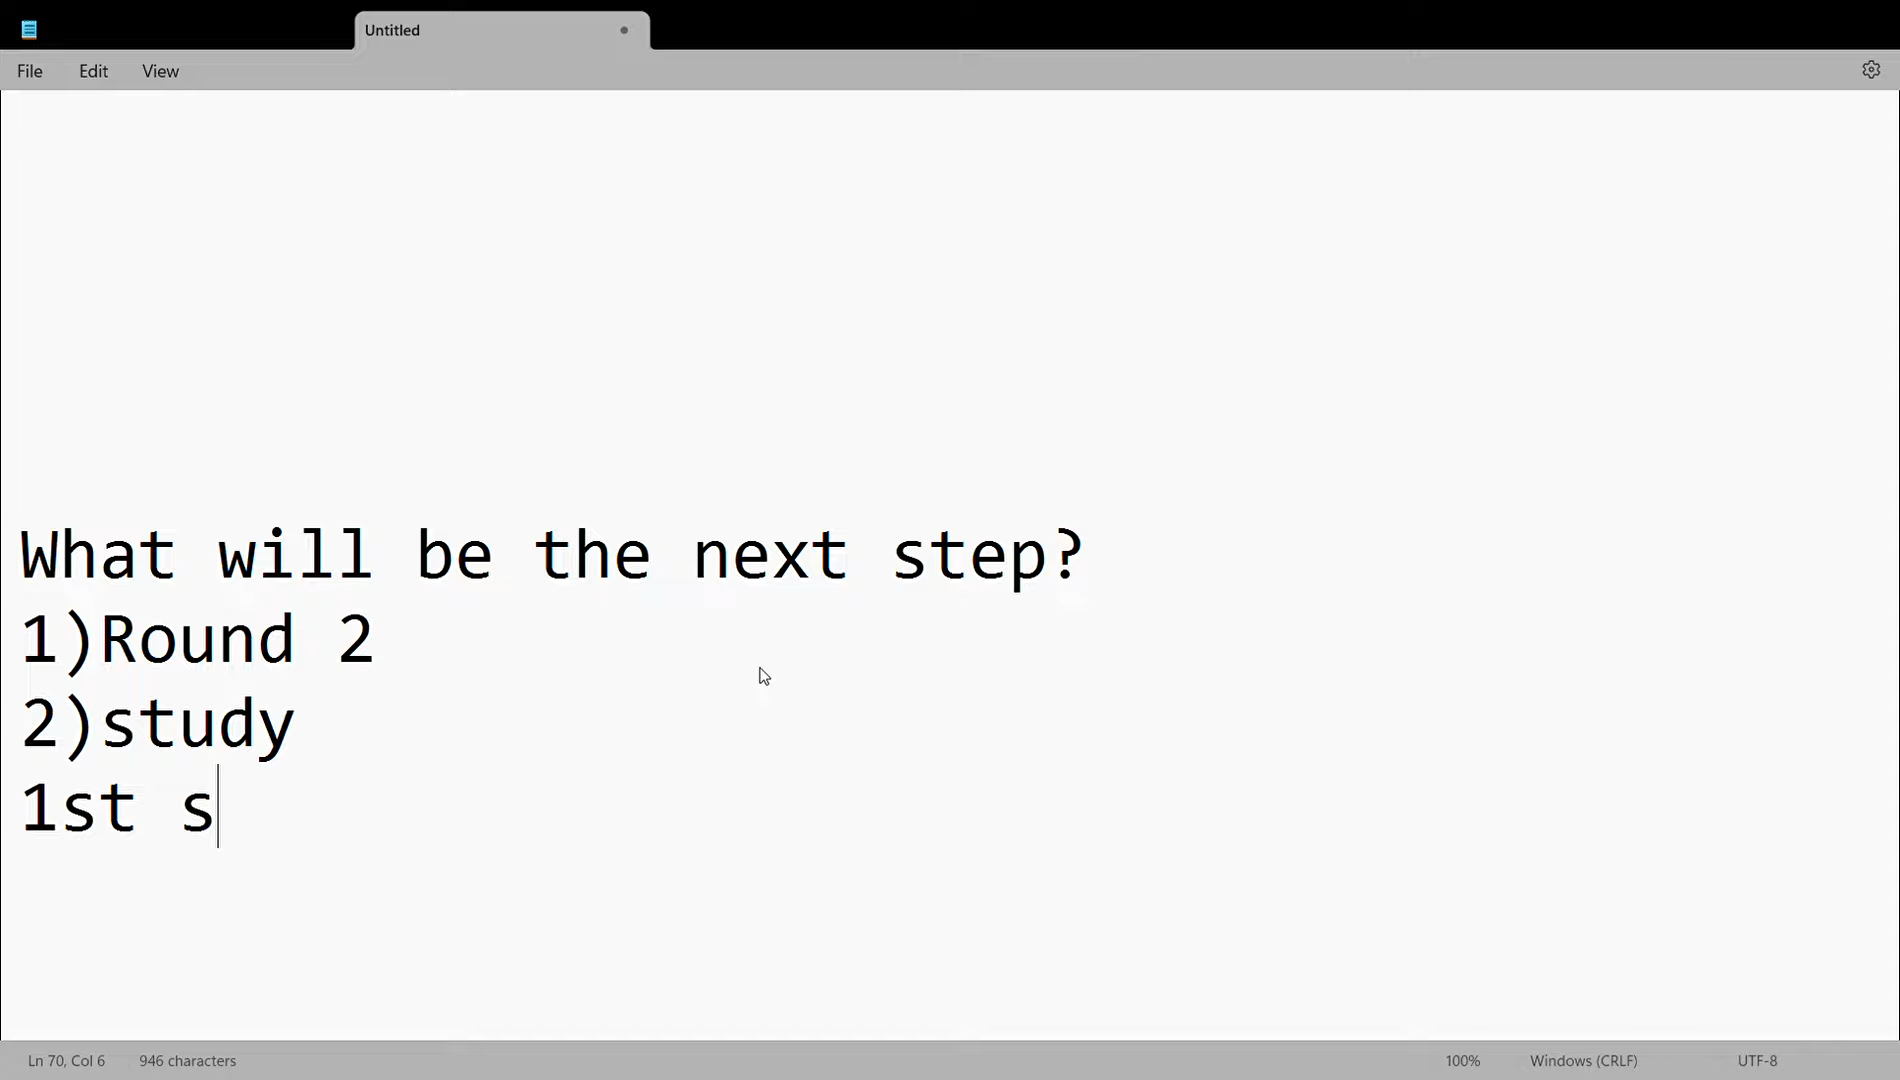 Untitled
File Edit View
What will be the next step?
1)Round 2
2)study
1st s
Ln 70, Col 6 946 characters 100% Windows (CRLF) UTF-8